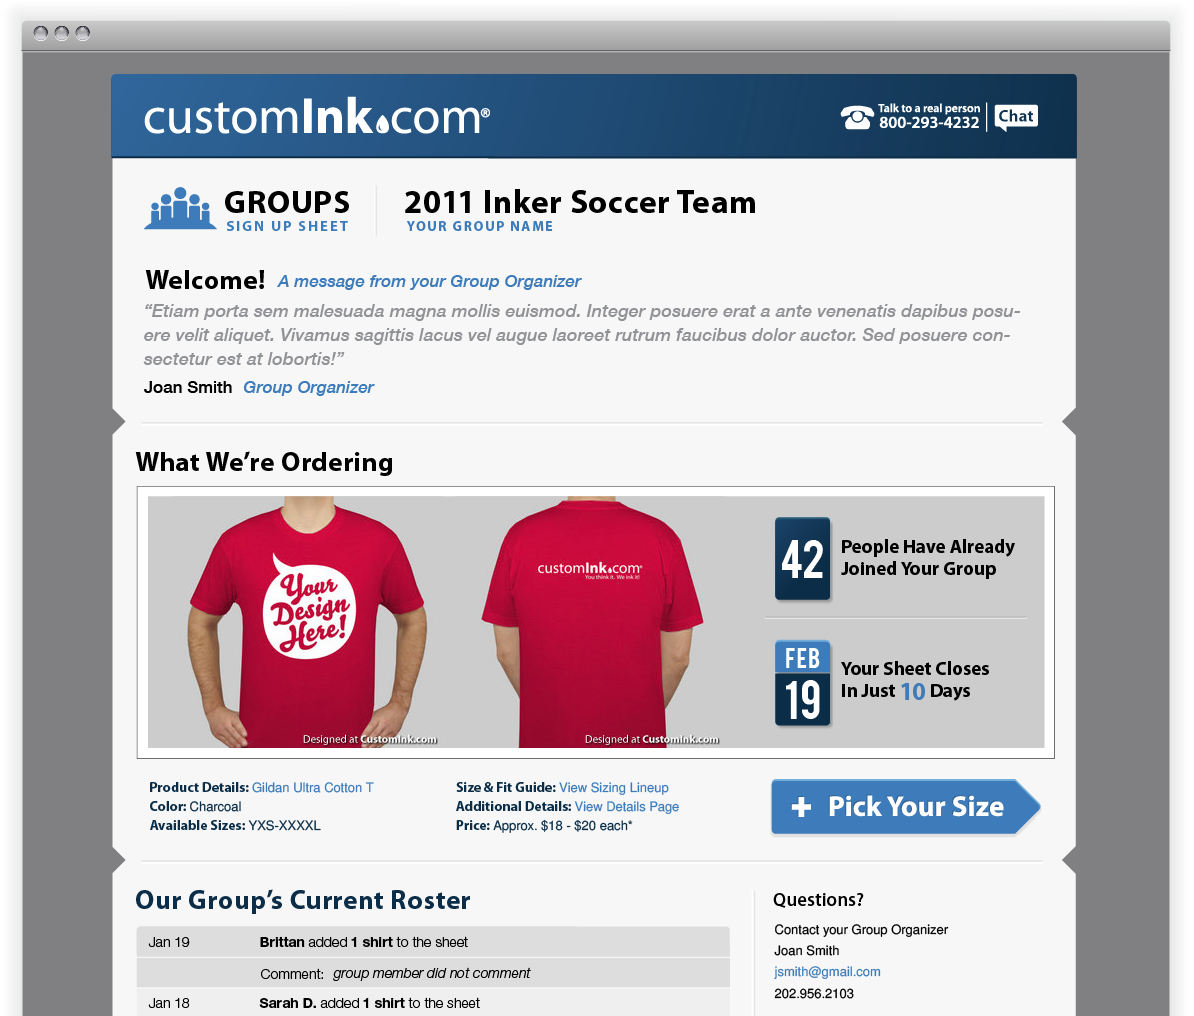 customInk.com®
Talk to a real person
800-293-4232
Chat
GROUPS
SIGN UP SHEET
2011 Inker Soccer Team
YOUR GROUP NAME
Welcome! A message from your Group Organizer
“Etiam porta sem malesuada magna mollis euismod. Integer posuere erat a ante venenatis dapibus posu-
ere velit aliquet. Vivamus sagittis lacus vel augue laoreet rutrum faucibus dolor auctor. Sed posuere con-
sectetur est at lobortis!”
Joan Smith Group Organizer
What We’re Ordering
Your
Design
Here!
Designed at CustomInk.com
customInk.com®
You think it. We ink it!
Designed at CustomInk.com
42
People Have Already
Joined Your Group
FEB
19
Your Sheet Closes
In Just 10 Days
Product Details: Gildan Ultra Cotton T
Color: Charcoal
Available Sizes: YXS-XXXXL
Size & Fit Guide: View Sizing Lineup
Additional Details: View Details Page
Price: Approx. $18 - $20 each*
+ Pick Your Size
Our Group’s Current Roster
Jan 19 Brittan added 1 shirt to the sheet
Comment: group member did not comment
Jan 18 Sarah D. added 1 shirt to the sheet
Questions?
Contact your Group Organizer
Joan Smith
jsmith@gmail.com
202.956.2103